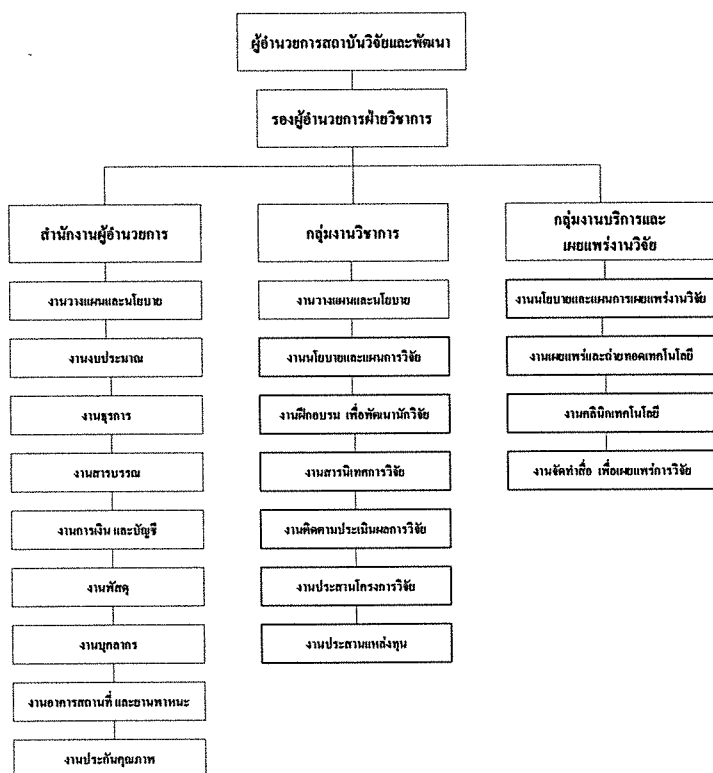 ผู้อำนวยการสถาบันวิจัยและพัฒนา
รองผู้อำนวยการฝ่ายวิชาการ
สำนักงานผู้อำนวยการ
งานวางแผนและนโยบาย
งานงบประมาณ
งานธุรการ
งานสารบรรณ
งานการเงิน และบัญชี
งานพัสดุ
งานบุคลากร
งานอาคารสถานที่ และยานพาหนะ
งานประกันคุณภาพ
กลุ่มงานวิชาการ
งานวางแผนและนโยบาย
งานนโยบายและแผนการวิจัย
งานฝึกอบรม เพื่อพัฒนานักวิจัย
งานสารนิเทศการวิจัย
งานติดตามประเมินผลการวิจัย
งานประสานโครงการวิจัย
งานประสานแหล่งทุน
กลุ่มงานบริการและ
เผยแพร่งานวิจัย
งานนโยบายและแผนการเผยแพร่งานวิจัย
งานเผยแพร่และถ่ายทอดเทคโนโลยี
งานคลินิกเทคโนโลยี
งานจัดทำสื่อ เพื่อเผยแพร่การวิจัย